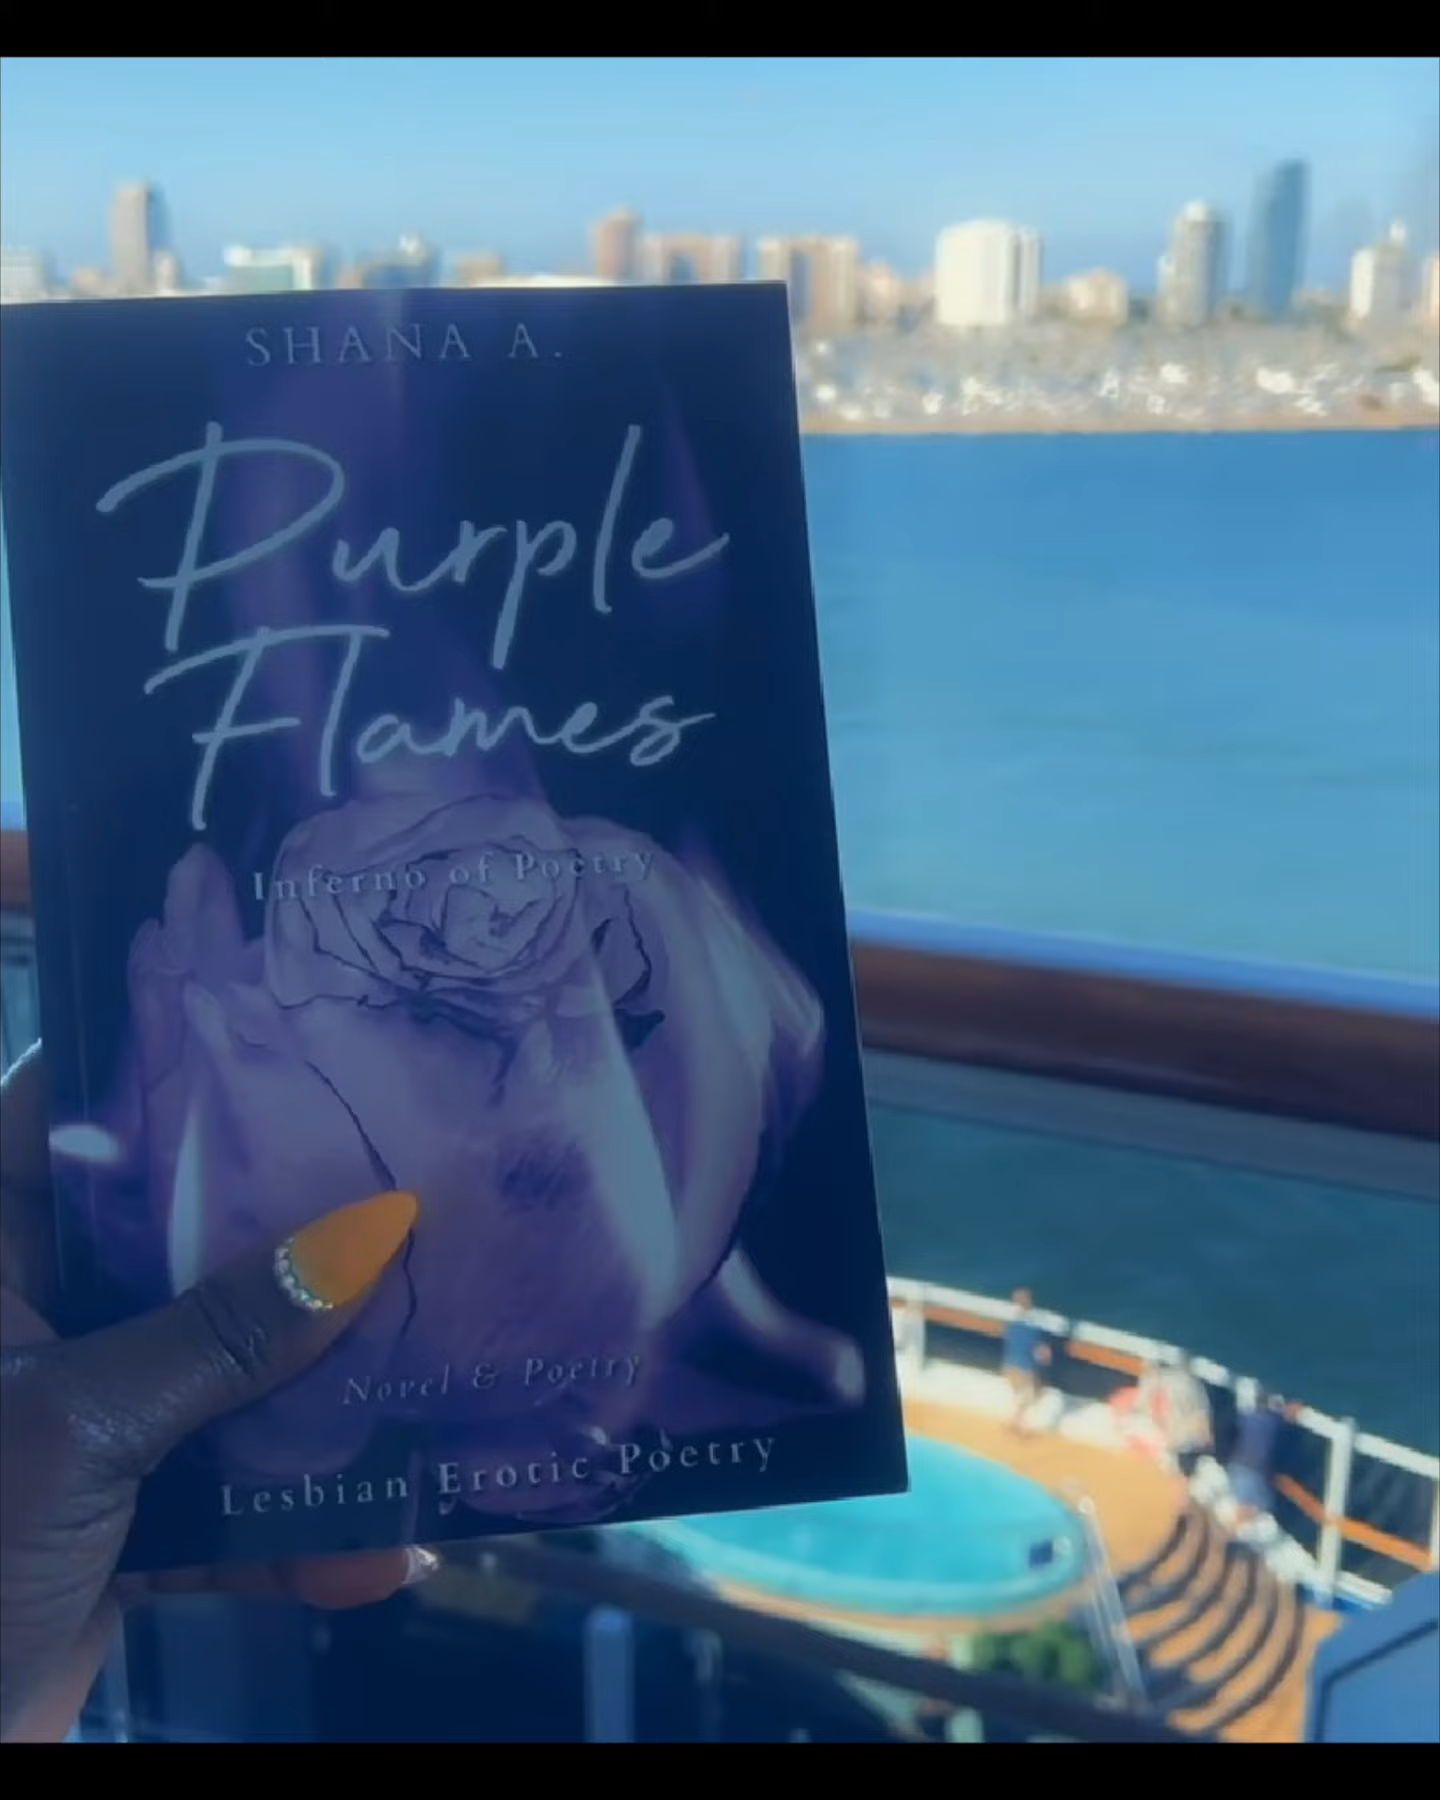 SHANA A.
Purple
Flames
Inferno of Poetry
Novel & Poetry
Lesbian Erotic Poetry